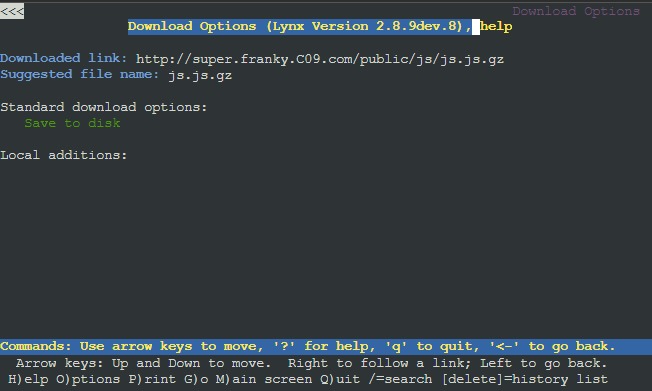 <<< Download Options
Download Options (Lynx Version 2.8.9dev.8), help
Downloaded link: http://super.franky.C09.com/public/js/js.js.gz
Suggested file name: js.js.gz
Standard download options:
Save to disk
Local additions:
Commands: Use arrow keys to move, '?' for help, 'q' to quit, '<-' to go back.
Arrow keys: Up and Down to move.  Right to follow a link; Left to go back.
H)elp O)ptions P)rint G)o M)ain screen Q)uit /=search [delete]=history list